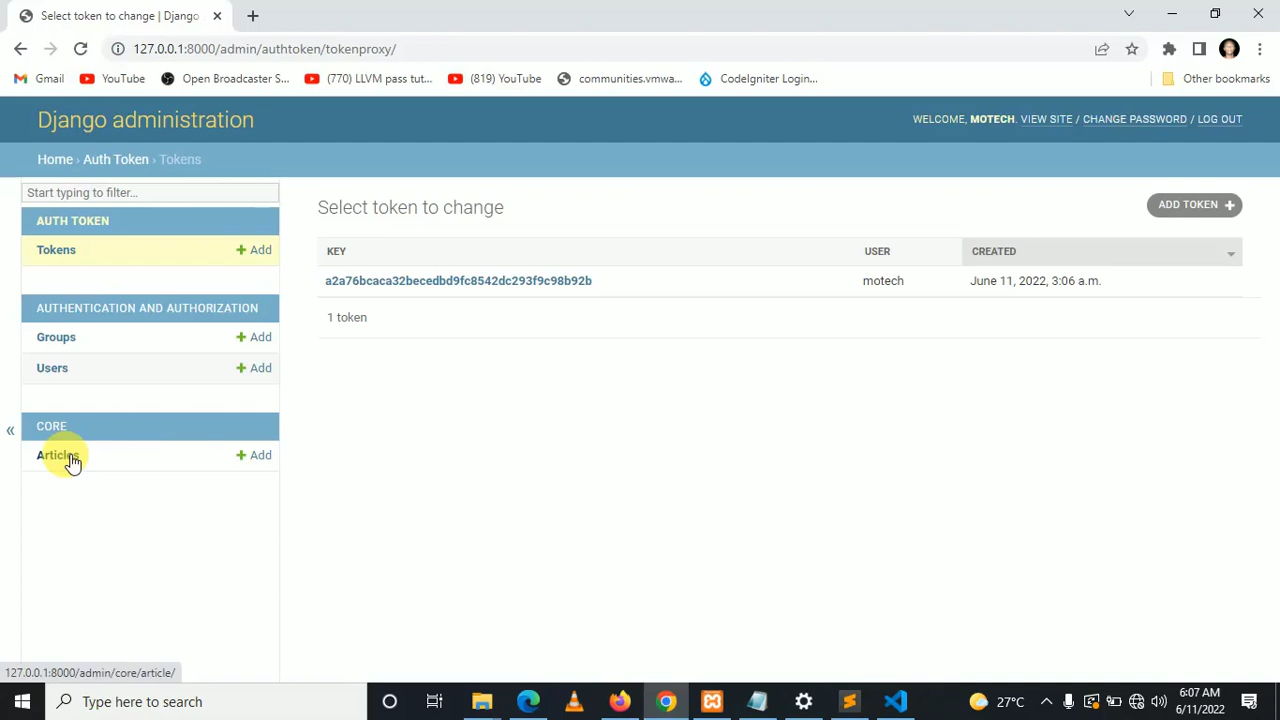 Select token to change | Django
127.0.0.1:8000/admin/authtoken/tokenproxy/
Gmail
YouTube
Open Broadcaster S...
(770) LLVM pass tut...
(819) YouTube
communities.vmwa...
CodeIgniter Login...
Other bookmarks
Django administration
WELCOME, MOTECH. VIEW SITE / CHANGE PASSWORD / LOG OUT
Home › Auth Token › Tokens
Start typing to filter...
AUTH TOKEN
Tokens + Add
AUTHENTICATION AND AUTHORIZATION
Groups + Add
Users + Add
CORE
Articles + Add
Select token to change
ADD TOKEN +
KEY USER CREATED
a2a76bcaca32becedbd9fc8542dc293f9c98b92b motech June 11, 2022, 3:06 a.m.
1 token
127.0.0.1:8000/admin/core/article/
Type here to search
27°C
6:07 AM
6/11/2022